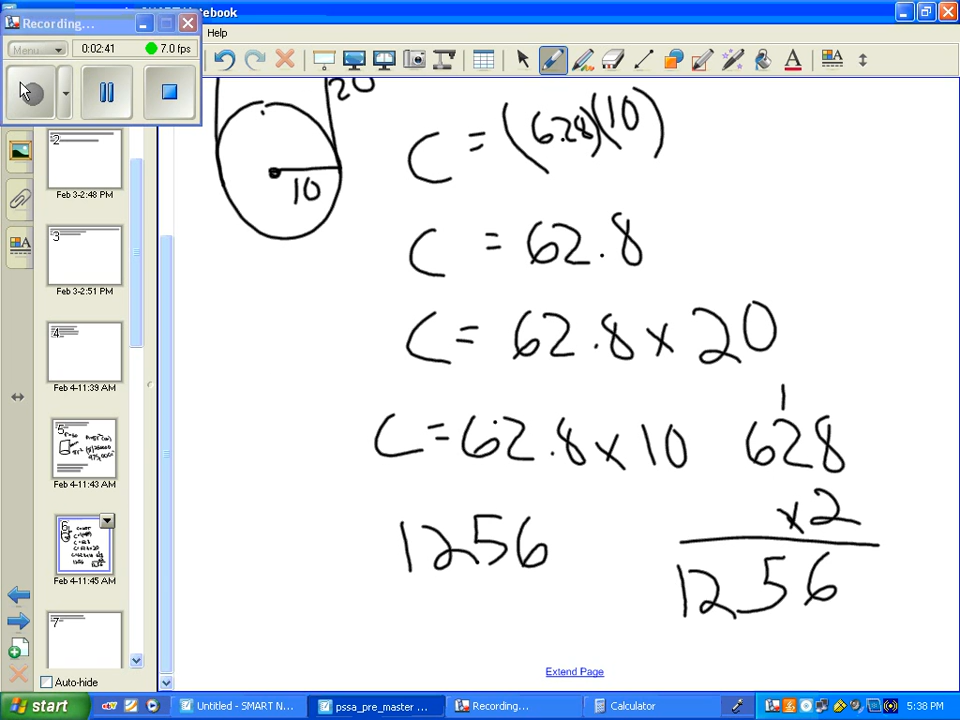 SMART Notebook
Recording...
Menu
0:02:41
7.0 fps
Help
2
Feb 3-2:48 PM
3
Feb 3-2:51 PM
4
Feb 4-11:39 AM
5
Feb 4-11:43 AM
6
Feb 4-11:45 AM
7
Auto-hide
20
10
C = (6.28)(10)
C = 62.8
C = 62.8 x 20
C = 62.8 x 10
1
628
x2
1256
1256
Extend Page
start
Untitled - SMART N...
pssa_pre_master ...
Recording...
Calculator
5:38 PM